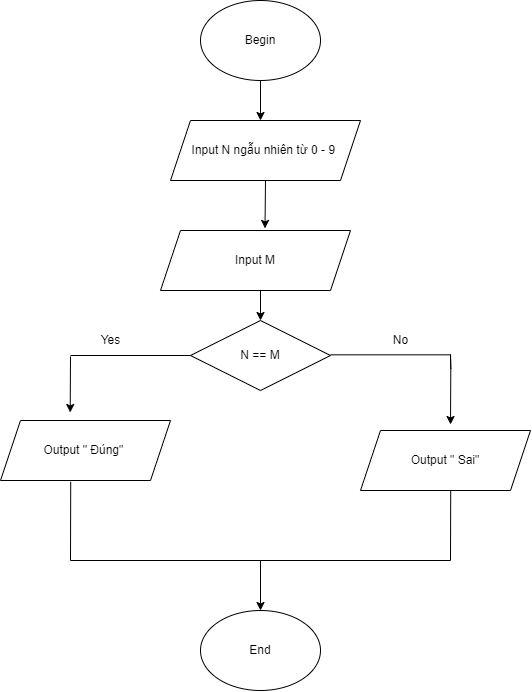 Begin
Input N ngẫu nhiên từ 0 - 9
Input M
N == M
Yes
No
Output " Đúng"
Output " Sai"
End